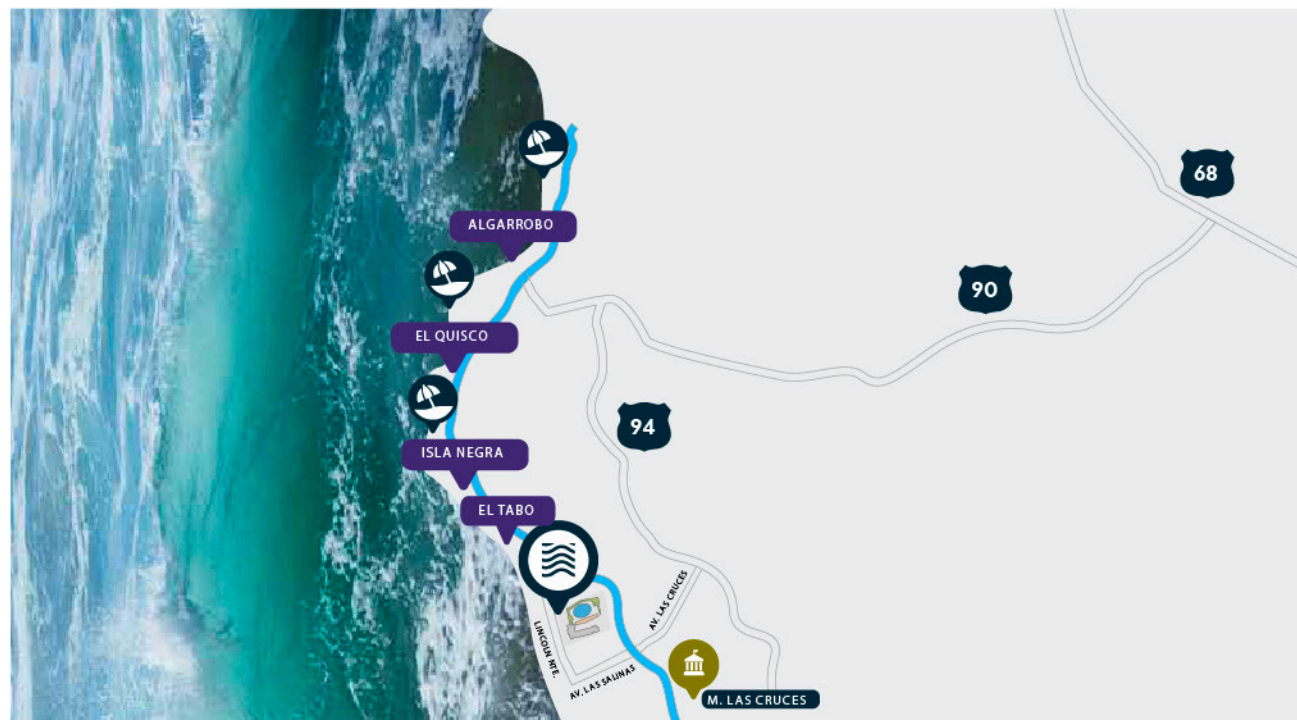 68
ALGARROBO
90
EL QUISCO
94
ISLA NEGRA
EL TABO
AV. LAS CRUCES
LINCOLN NTE.
AV. LAS SALINAS
M. LAS CRUCES